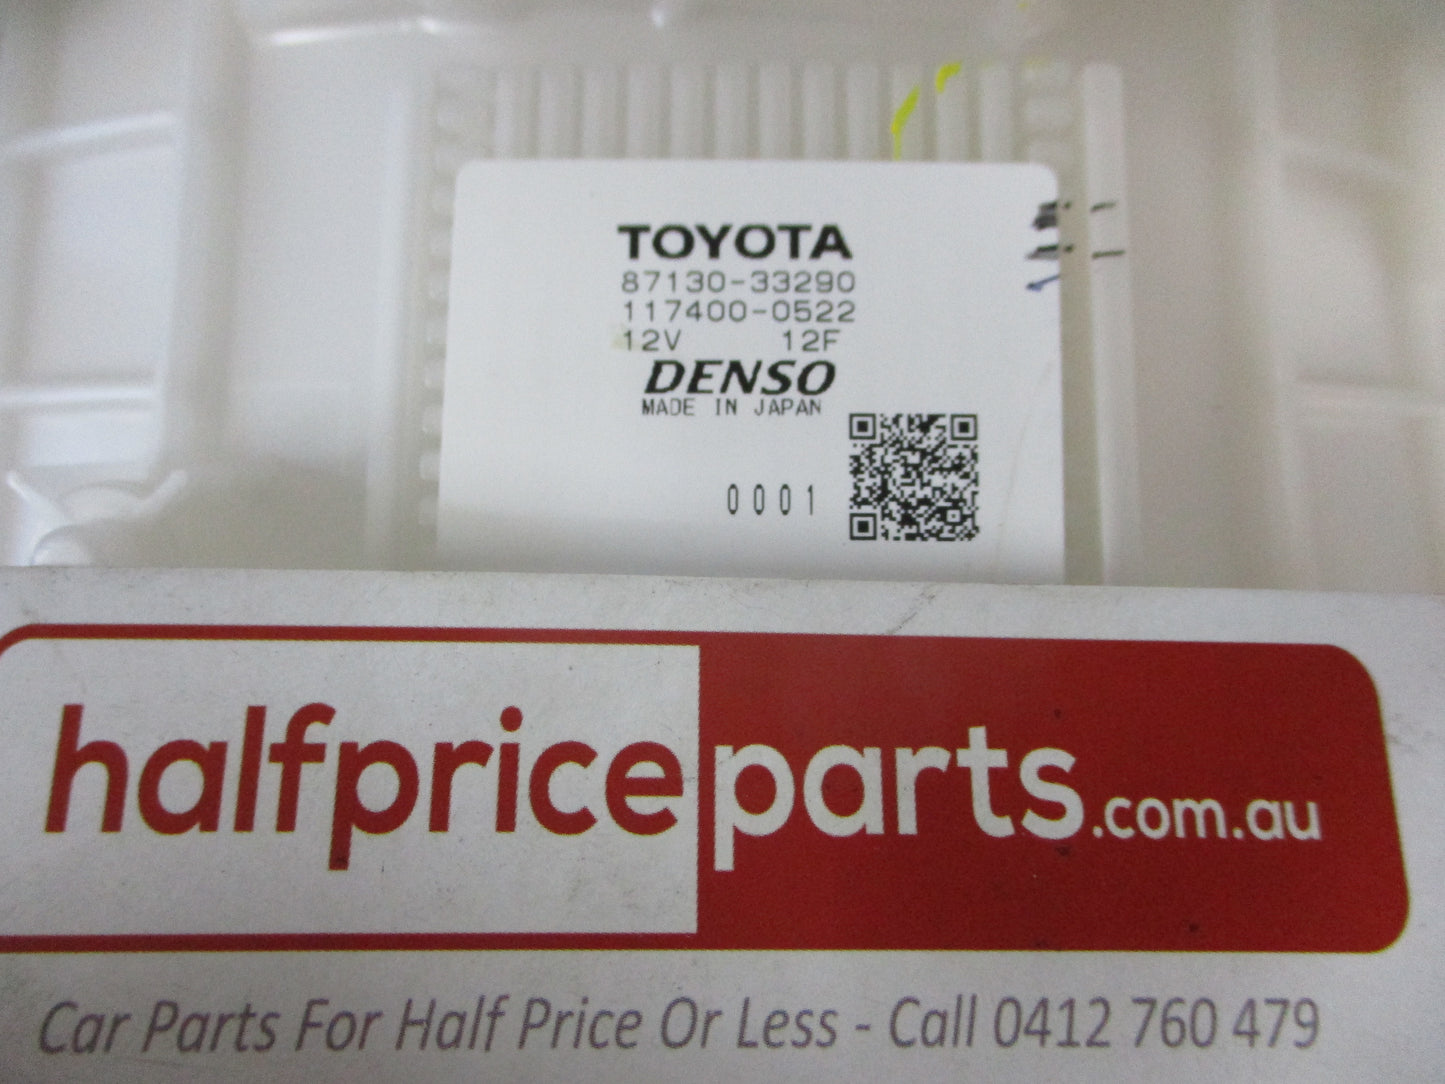 TOYOTA
87130-33290
117400-0522
12V 12F
DENSO
MADE IN JAPAN
0001
halfpriceparts.com.au
Car Parts For Half Price Or Less - Call 0412 760 479